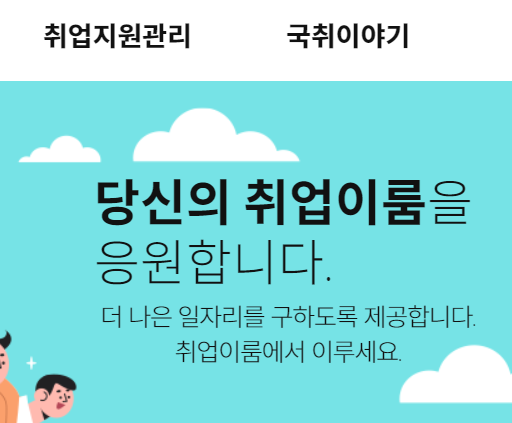 취업지원관리 국취이야기
당신의 취업이룸을
응원합니다.
더 나은 일자리를 구하도록 제공합니다.
취업이룸에서 이루세요.